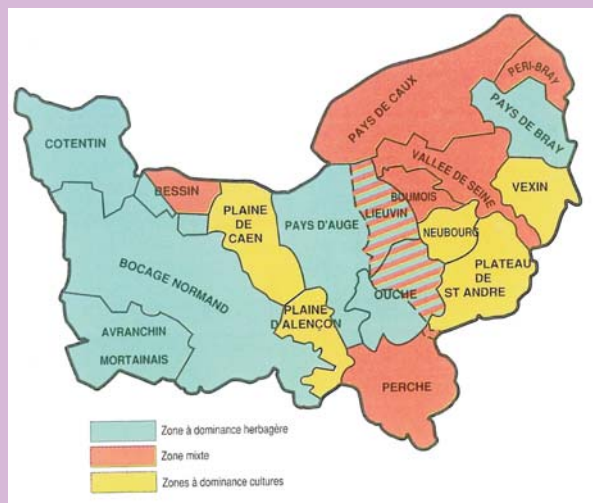 PERI-BRAY
PAYS DE CAUX
PAYS DE BRAY
COTENTIN
VALLEE DE SEINE
BESSIN
VEXIN
ROUMOIS
LIEUVIN
PLAINE
DE
CAEN
PAYS D'AUGE
NEUBOURG
PLATEAU
DE
ST ANDRE
BOCAGE NORMAND
OUCHE
PLAINE
D'ALENÇON
AVRANCHIN
MORTAINAIS
PERCHE
Zone à dominance herbagère
Zone mixte
Zones à dominance cultures